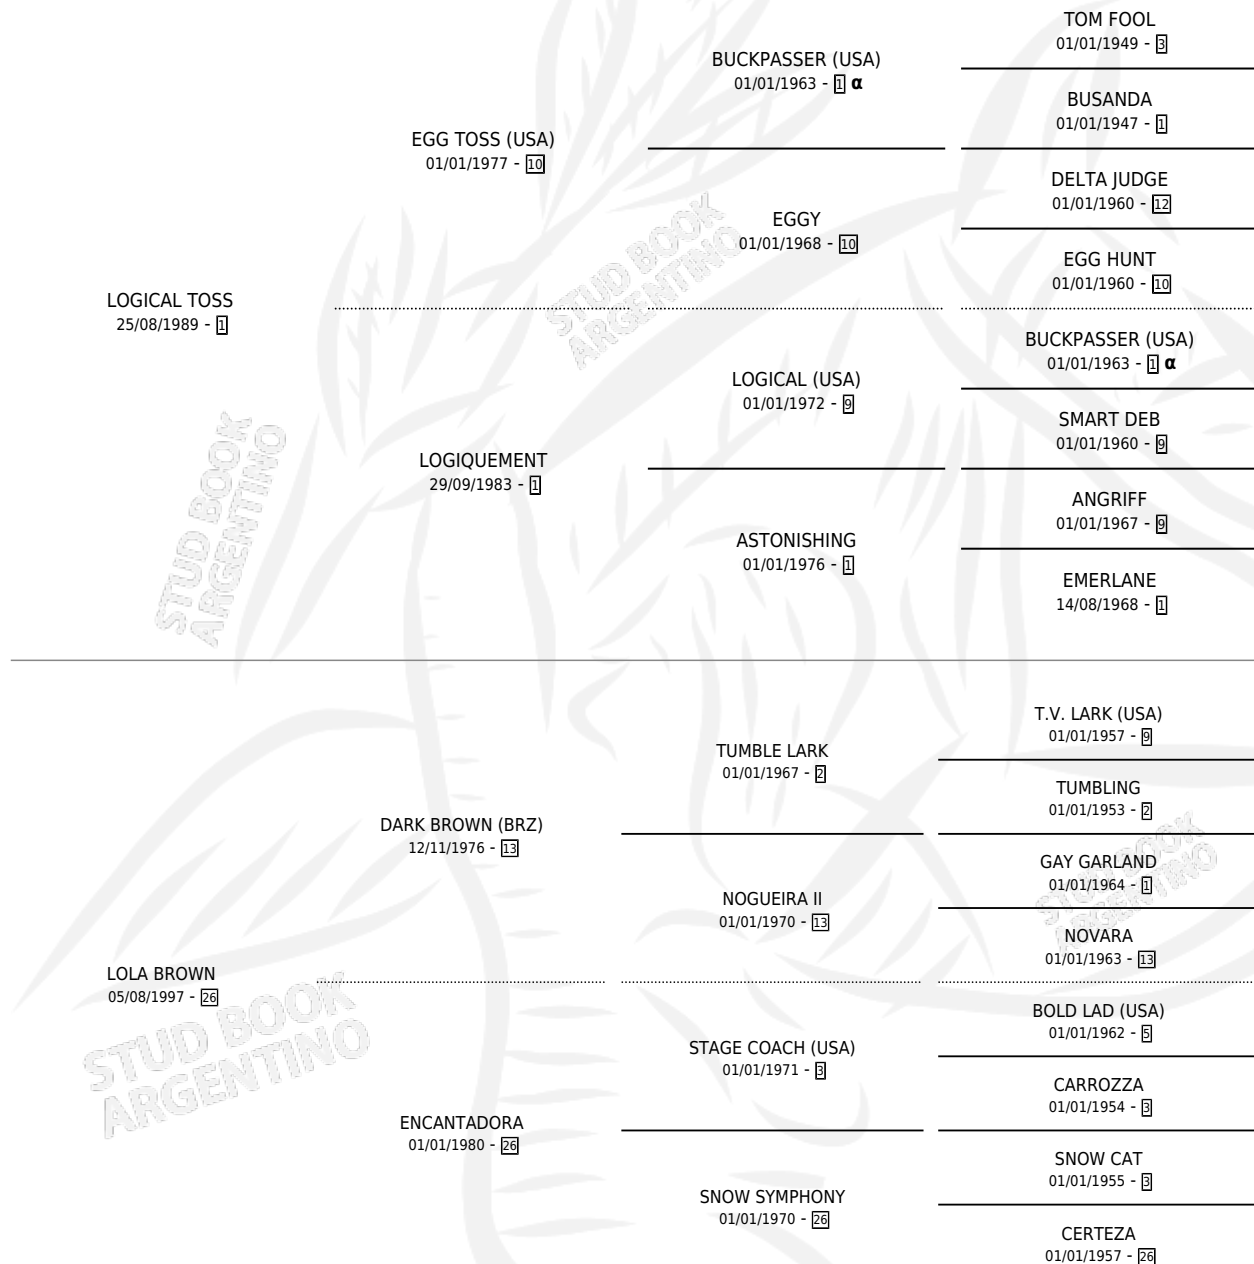 TOM FOOL
01/01/1949 - 3
BUCKPASSER (USA)
01/01/1963 - 1 α
BUSANDA
01/01/1947 - 1
EGG TOSS (USA)
01/01/1977 - 10
DELTA JUDGE
01/01/1960 - 12
EGGY
01/01/1968 - 10
EGG HUNT
01/01/1960 - 10
LOGICAL TOSS
25/08/1989 - 1
BUCKPASSER (USA)
01/01/1963 - 1 α
LOGICAL (USA)
01/01/1972 - 9
SMART DEB
01/01/1960 - 9
LOGIQUEMENT
29/09/1983 - 1
ANGRIFF
01/01/1967 - 9
ASTONISHING
01/01/1976 - 1
EMERLANE
14/08/1968 - 1
T.V. LARK (USA)
01/01/1957 - 9
TUMBLE LARK
01/01/1967 - 2
TUMBLING
01/01/1953 - 2
DARK BROWN (BRZ)
12/11/1976 - 13
GAY GARLAND
01/01/1964 - 1
NOGUEIRA II
01/01/1970 - 13
NOVARA
01/01/1963 - 13
LOLA BROWN
05/08/1997 - 26
BOLD LAD (USA)
01/01/1962 - 5
STAGE COACH (USA)
01/01/1971 - 3
CARROZZA
01/01/1954 - 3
ENCANTADORA
01/01/1980 - 26
SNOW CAT
01/01/1955 - 3
SNOW SYMPHONY
01/01/1970 - 26
CERTEZA
01/01/1957 - 26
STUD BOOK
ARGENTINO
STUD BOOK
ARGENTINO
STUD BOOK
ARGENTINO
STUD BOOK
ARGENTINO